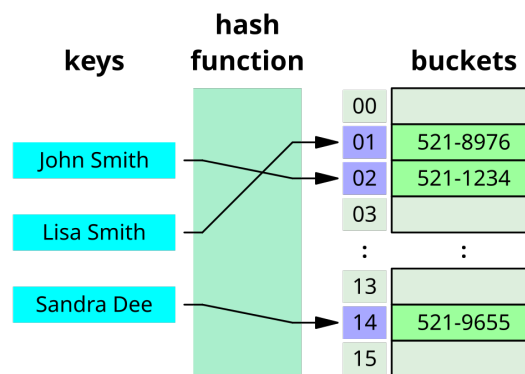 keys
hash
function
buckets
John Smith
Lisa Smith
Sandra Dee
00
01 521-8976
02 521-1234
03
: :
13
14 521-9655
15